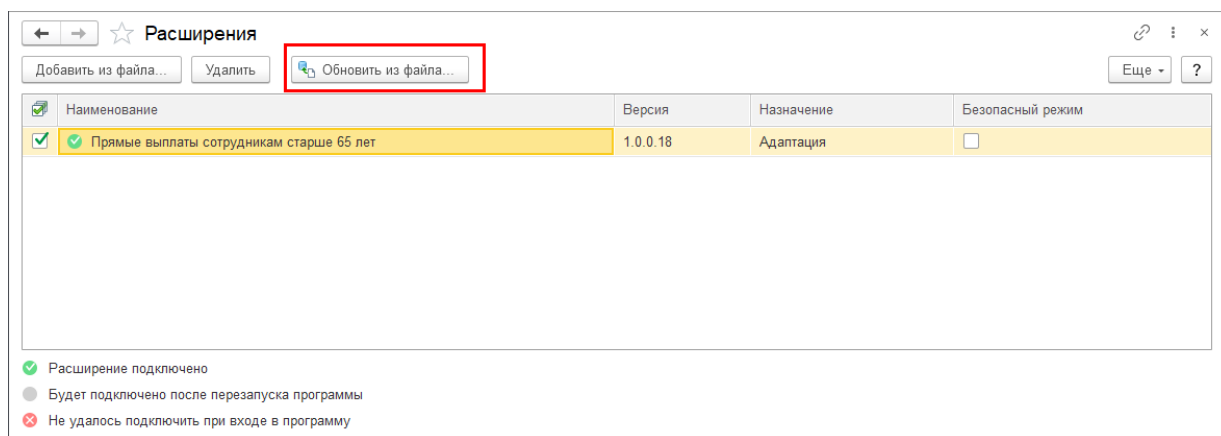 Расширения
Добавить из файла... Удалить Обновить из файла... Еще ?
Наименование Версия Назначение Безопасный режим
Прямые выплаты сотрудникам старше 65 лет 1.0.0.18 Адаптация
Расширение подключено
Будет подключено после перезапуска программы
Не удалось подключить при входе в программу